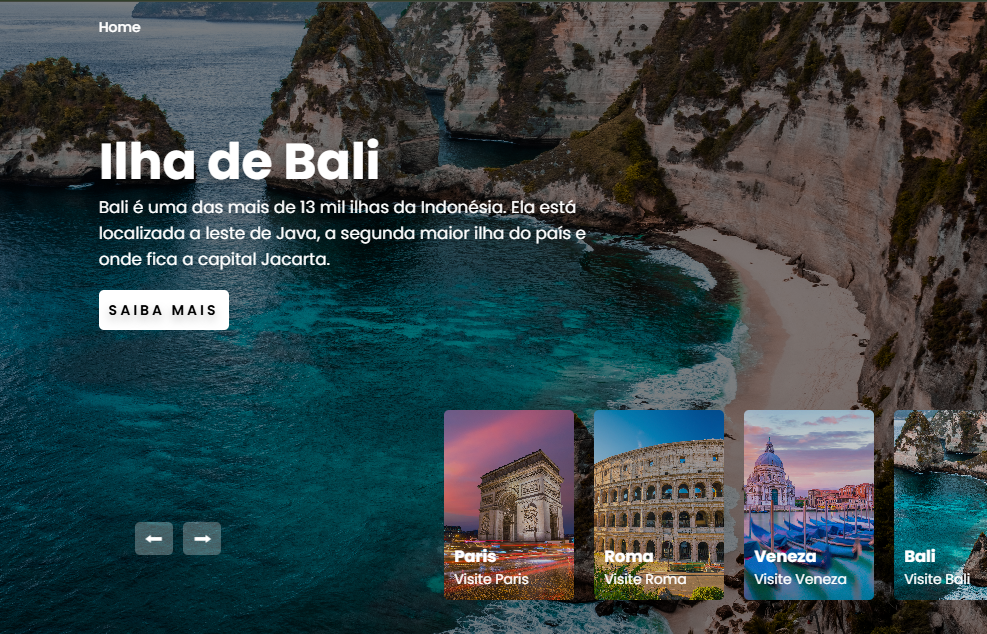 Home
Ilha de Bali
Bali é uma das mais de 13 mil ilhas da Indonésia. Ela está
localizada a leste de Java, a segunda maior ilha do país e
onde fica a capital Jacarta.
SAIBA MAIS
Paris
Visite Paris
Roma
Visite Roma
Veneza
Visite Veneza
Bali
Visite Bali